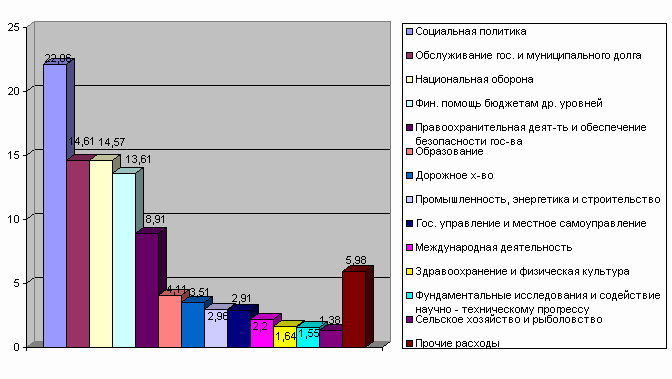 25
20
15
10
5
0
22,06
14,61
14,57
13,61
8,91
4,11
3,51
2,98
2,91
2,2
1,64
1,55
1,38
5,98
Социальная политика
Обслуживание гос. и муниципального долга
Национальная оборона
Фин. помощь бюджетам др. уровней
Правоохранительная деят-ть и обеспечение
безопасности гос-ва
Образование
Дорожное х-во
Промышленность, энергетика и строительство
Гос. управление и местное самоуправление
Международная деятельность
Здравоохранение и физическая культура
Фундаментальные исследования и содействие
научно - техническому прогрессу
Сельское хозяйство и рыболовство
Прочие расходы